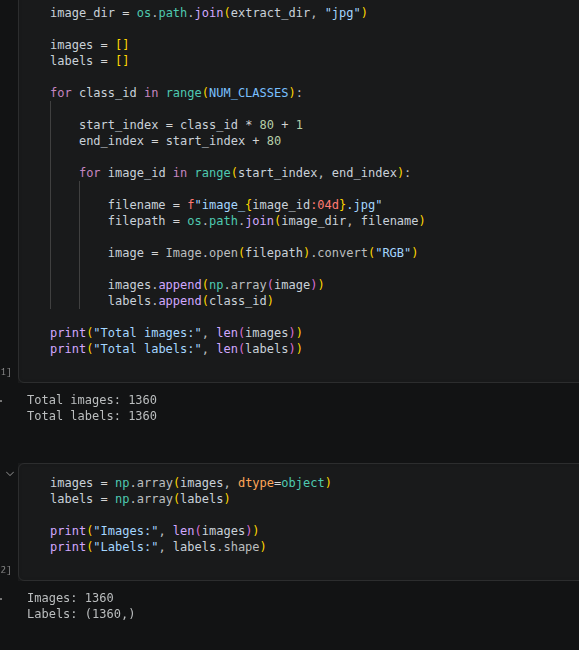 image_dir = os.path.join(extract_dir, "jpg")
images = []
labels = []
for class_id in range(NUM_CLASSES):
start_index = class_id * 80 + 1
end_index = start_index + 80
for image_id in range(start_index, end_index):
filename = f"image_{image_id:04d}.jpg"
filepath = os.path.join(image_dir, filename)
image = Image.open(filepath).convert("RGB")
images.append(np.array(image))
labels.append(class_id)
print("Total images:", len(images))
print("Total labels:", len(labels))
1]
Total images: 1360
Total labels: 1360
images = np.array(images, dtype=object)
labels = np.array(labels)
print("Images:", len(images))
print("Labels:", labels.shape)
2]
Images: 1360
Labels: (1360,)